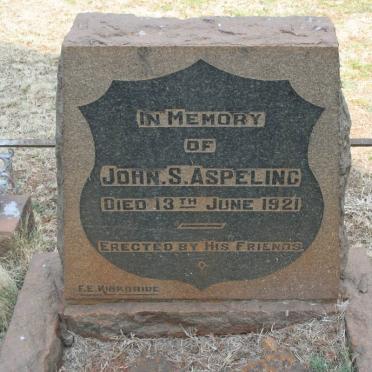 IN MEMORY
OF
JOHN.S.ASPELING
DIED 13TH JUNE 1921
ERECTED BY HIS FRIENDS
F.E. KIRKBRIDE